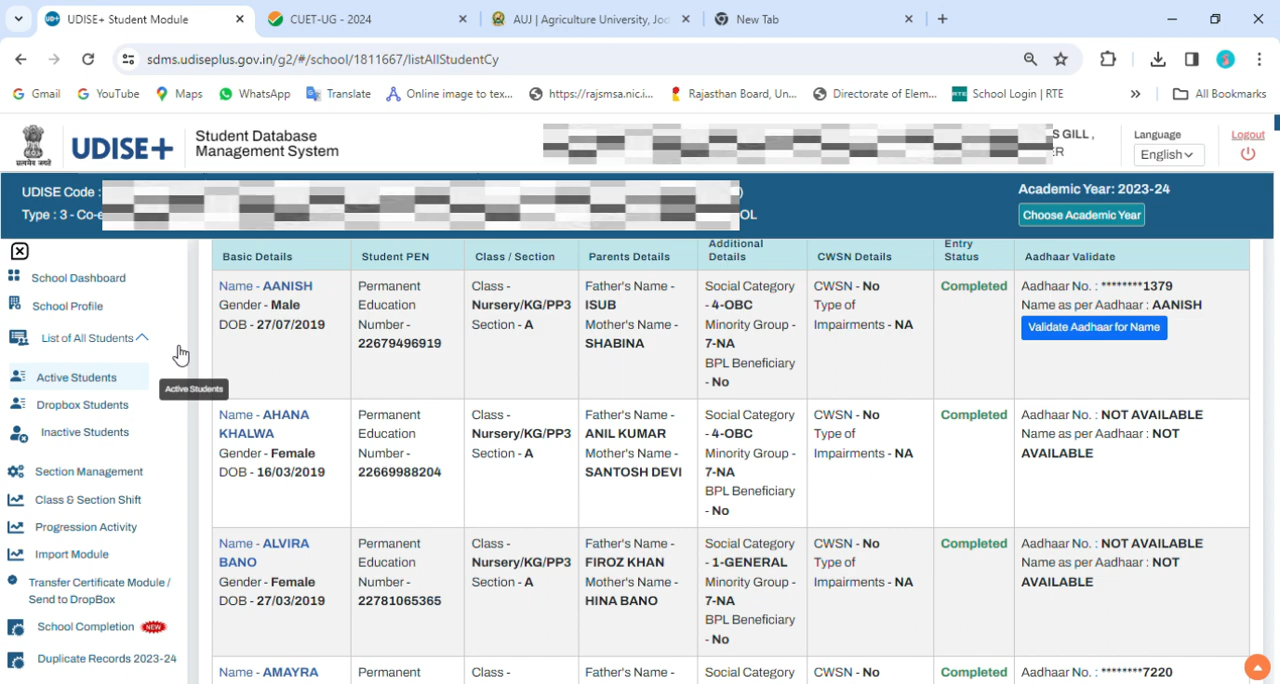 UDISE+ Student Module
CUET-UG - 2024
AUJ | Agriculture University, Joc
New Tab
sdms.udiseplus.gov.in/g2/#/school/1811667/listAllStudentCy
Gmail
YouTube
Maps
WhatsApp
Translate
Online image to tex...
https://rajsmsa.nic.i...
Rajasthan Board, Un...
Directorate of Elem...
RTE
School Login | RTE
All Bookmarks
सत्यमेव जयते
UDISE+
Student Database
Management System
S GILL ,
Language
English
Logout
UDISE Code :
Type : 3 - Co-e
OL
Academic Year: 2023-24
Choose Academic Year
School Dashboard
School Profile
List of All Students
Active Students
Active Students
Dropbox Students
Inactive Students
Section Management
Class & Section Shift
Progression Activity
Import Module
Transfer Certificate Module /
Send to DropBox
School Completion NEW
Duplicate Records 2023-24
Basic Details
Student PEN
Class / Section
Parents Details
Additional
Details
CWSN Details
Entry
Status
Aadhaar Validate
Name - AANISH
Gender - Male
DOB - 27/07/2019
Permanent
Education
Number -
22679496919
Class -
Nursery/KG/PP3
Section - A
Father's Name -
ISUB
Mother's Name -
SHABINA
Social Category
- 4-OBC
Minority Group -
7-NA
BPL Beneficiary
- No
CWSN - No
Type of
Impairments - NA
Completed
Aadhaar No. : ********1379
Name as per Aadhaar : AANISH
Validate Aadhaar for Name
Name - AHANA
KHALWA
Gender - Female
DOB - 16/03/2019
Permanent
Education
Number -
22669988204
Class -
Nursery/KG/PP3
Section - A
Father's Name -
ANIL KUMAR
Mother's Name -
SANTOSH DEVI
Social Category
- 4-OBC
Minority Group -
7-NA
BPL Beneficiary
- No
CWSN - No
Type of
Impairments - NA
Completed
Aadhaar No. : NOT AVAILABLE
Name as per Aadhaar : NOT
AVAILABLE
Name - ALVIRA
BANO
Gender - Female
DOB - 27/03/2019
Permanent
Education
Number -
22781065365
Class -
Nursery/KG/PP3
Section - A
Father's Name -
FIROZ KHAN
Mother's Name -
HINA BANO
Social Category
- 1-GENERAL
Minority Group -
7-NA
BPL Beneficiary
- No
CWSN - No
Type of
Impairments - NA
Completed
Aadhaar No. : NOT AVAILABLE
Name as per Aadhaar : NOT
AVAILABLE
Name - AMAYRA
Permanent
Class -
Father's Name -
Social Category
CWSN - No
Completed
Aadhaar No. : ********7220